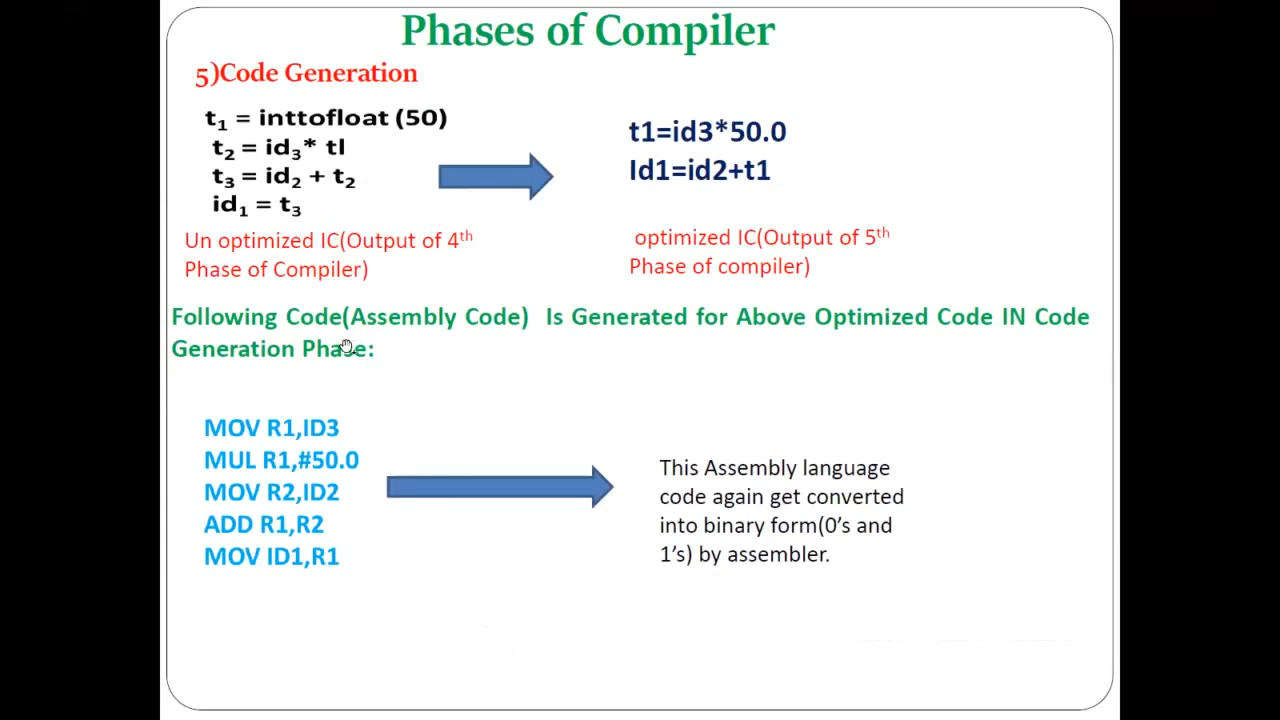 Phases of Compiler
5)Code Generation
t1 = inttofloat (50)
t2 = id3* tl
t3 = id2 + t2
id1 = t3
t1=id3*50.0
Id1=id2+t1
Un optimized IC(Output of 4th
Phase of Compiler)
optimized IC(Output of 5th
Phase of compiler)
Following Code(Assembly Code) Is Generated for Above Optimized Code IN Code
Generation Phase:
MOV R1,ID3
MUL R1,#50.0
MOV R2,ID2
ADD R1,R2
MOV ID1,R1
This Assembly language
code again get converted
into binary form(0’s and
1’s) by assembler.